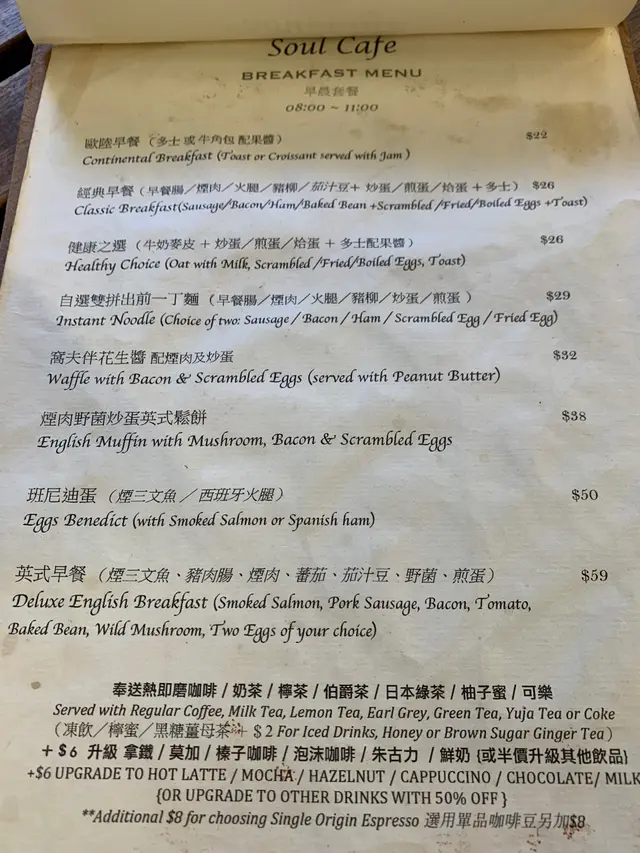 Soul Cafe
BREAKFAST MENU
早晨套餐
08:00 ~ 11:00
歐陸早餐 (多士 或 牛角包 配果醬) $22
Continental Breakfast (Toast or Croissant served with Jam)
經典早餐 (早餐腸/煙肉/火腿/豬柳/茄汁豆+ 炒蛋/煎蛋/烚蛋 +多士) $26
Classic Breakfast(Sausage/Bacon/Ham/Baked Bean +Scrambled /Fried/Boiled Eggs +Toast)
健康之選 (牛奶麥皮 + 炒蛋/煎蛋/烚蛋 + 多士配果醬) $26
Healthy Choice (Oat with Milk, Scrambled /Fried/Boiled Eggs, Toast)
自選雙拼出前一丁麵 (早餐腸/煙肉/火腿/豬柳/炒蛋/煎蛋) $29
Instant Noodle (Choice of two: Sausage / Bacon / Ham / Scrambled Egg / Fried Egg)
窩夫伴花生醬 配煙肉及炒蛋 $32
Waffle with Bacon & Scrambled Eggs (served with Peanut Butter)
煙肉野菌炒蛋英式鬆餅 $38
English Muffin with Mushroom, Bacon & Scrambled Eggs
班尼迪蛋 (煙三文魚/西班牙火腿) $50
Eggs Benedict (with Smoked Salmon or Spanish ham)
英式早餐 (煙三文魚、豬肉腸、煙肉、蕃茄、茄汁豆、野菌、煎蛋) $59
Deluxe English Breakfast (Smoked Salmon, Pork Sausage, Bacon, Tomato,
Baked Bean, Wild Mushroom, Two Eggs of your choice)
奉送熱即磨咖啡 / 奶茶 / 檸茶 / 伯爵茶 / 日本綠茶 / 柚子蜜 / 可樂
Served with Regular Coffee, Milk Tea, Lemon Tea, Earl Grey, Green Tea, Yuja Tea or Coke
(凍飲/檸蜜/黑糖薑母茶 + $2 For Iced Drinks, Honey or Brown Sugar Ginger Tea)
+$6 升級 拿鐵 / 莫加 / 榛子咖啡 / 泡沫咖啡 / 朱古力 / 鮮奶 {或半價升級其他飲品}
+$6 UPGRADE TO HOT LATTE / MOCHA / HAZELNUT / CAPPUCCINO / CHOCOLATE/ MILK
{OR UPGRADE TO OTHER DRINKS WITH 50% OFF }
**Additional $8 for choosing Single Origin Espresso 選用單品咖啡豆另加$8